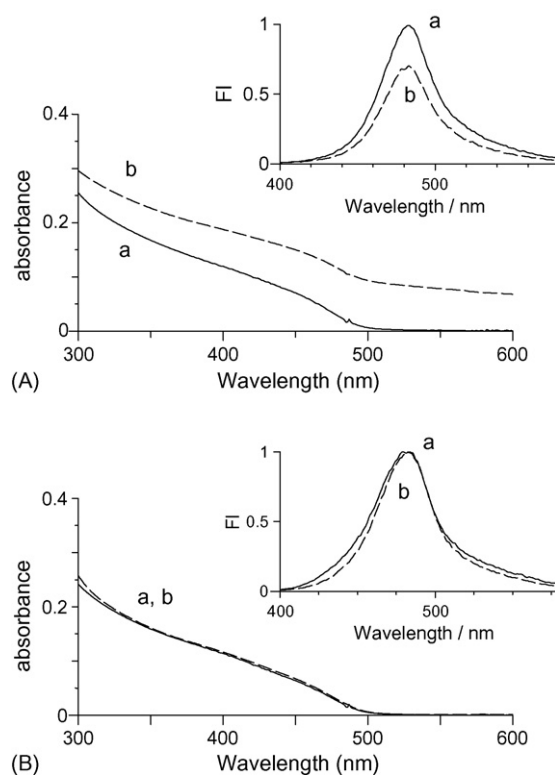 a
1
FI
0.5
b
0
400
500
Wavelength / nm
0.4
b
0.2
a
absorbance
0
300
400
500
600
(A)
Wavelength (nm)
a
1
b
FI
0.5
0
400
500
Wavelength / nm
0.4
a, b
0.2
absorbance
0
300
400
500
600
(B)
Wavelength (nm)